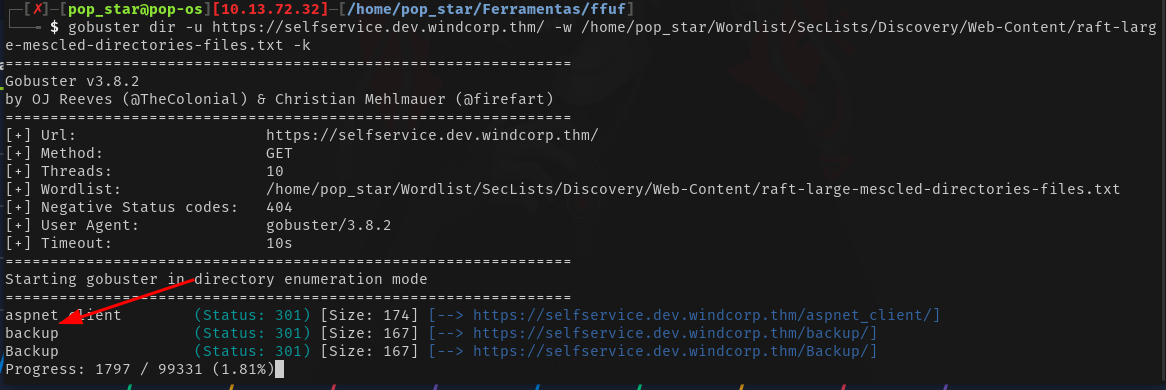 [✗]-[pop_star@pop-os][10.13.72.32]-[/home/pop_star/Ferramentas/ffuf]
$ gobuster dir -u https://selfservice.dev.windcorp.thm/ -w /home/pop_star/Wordlist/SecLists/Discovery/Web-Content/raft-larg
e-mescled-directories-files.txt -k
===============================================================
Gobuster v3.8.2
by OJ Reeves (@TheColonial) & Christian Mehlmauer (@firefart)
===============================================================
[+] Url:                     https://selfservice.dev.windcorp.thm/
[+] Method:                  GET
[+] Threads:                 10
[+] Wordlist:                /home/pop_star/Wordlist/SecLists/Discovery/Web-Content/raft-large-mescled-directories-files.txt
[+] Negative Status codes:   404
[+] User Agent:              gobuster/3.8.2
[+] Timeout:                 10s
===============================================================
Starting gobuster in directory enumeration mode
===============================================================
aspnet_client        (Status: 301) [Size: 174] [--> https://selfservice.dev.windcorp.thm/aspnet_client/]
backup               (Status: 301) [Size: 167] [--> https://selfservice.dev.windcorp.thm/backup/]
Backup               (Status: 301) [Size: 167] [--> https://selfservice.dev.windcorp.thm/Backup/]
Progress: 1797 / 99331 (1.81%)